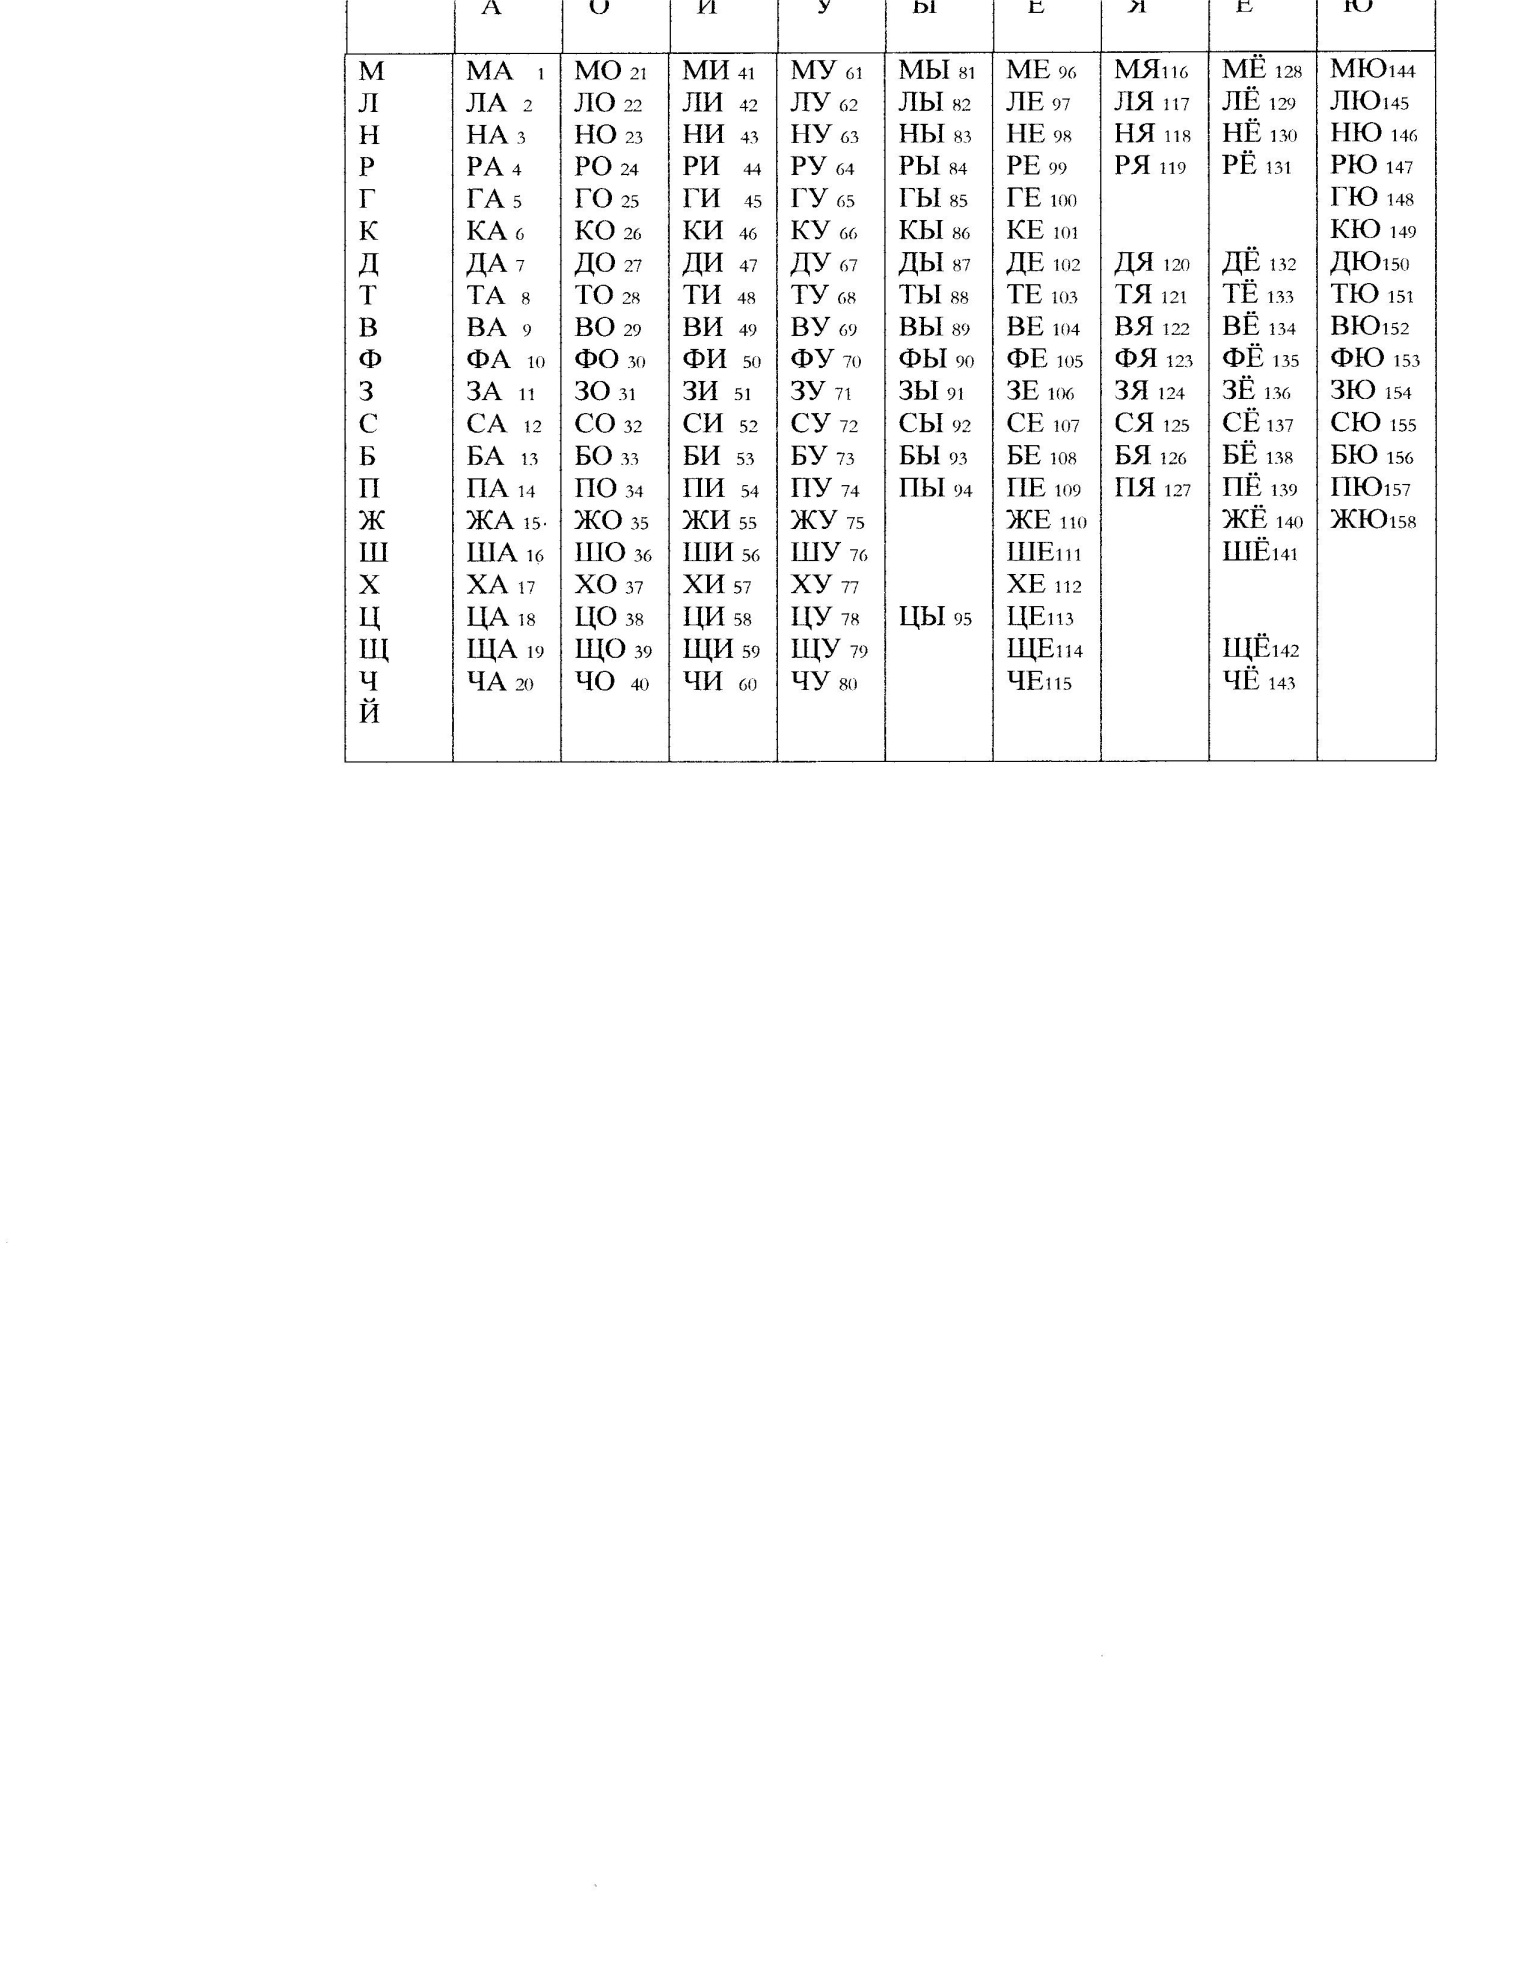 А О И У Ы Е Я Ё Ю
М МА 1 МО 21 МИ 41 МУ 61 МЫ 81 МЕ 96 МЯ116 МЁ 128 МЮ144
Л ЛА 2 ЛО 22 ЛИ 42 ЛУ 62 ЛЫ 82 ЛЕ 97 ЛЯ 117 ЛЁ 129 ЛЮ145
Н НА 3 НО 23 НИ 43 НУ 63 НЫ 83 НЕ 98 НЯ 118 НЁ 130 НЮ 146
Р РА 4 РО 24 РИ 44 РУ 64 РЫ 84 РЕ 99 РЯ 119 РЁ 131 РЮ 147
Г ГА 5 ГО 25 ГИ 45 ГУ 65 ГЫ 85 ГЕ 100 ГЮ 148
К КА 6 КО 26 КИ 46 КУ 66 КЫ 86 КЕ 101 КЮ 149
Д ДА 7 ДО 27 ДИ 47 ДУ 67 ДЫ 87 ДЕ 102 ДЯ 120 ДЁ 132 ДЮ150
Т ТА 8 ТО 28 ТИ 48 ТУ 68 ТЫ 88 ТЕ 103 ТЯ 121 ТЁ 133 ТЮ 151
В ВА 9 ВО 29 ВИ 49 ВУ 69 ВЫ 89 ВЕ 104 ВЯ 122 ВЁ 134 ВЮ152
Ф ФА 10 ФО 30 ФИ 50 ФУ 70 ФЫ 90 ФЕ 105 ФЯ 123 ФЁ 135 ФЮ 153
З ЗА 11 ЗО 31 ЗИ 51 ЗУ 71 ЗЫ 91 ЗЕ 106 ЗЯ 124 ЗЁ 136 ЗЮ 154
С СА 12 СО 32 СИ 52 СУ 72 СЫ 92 СЕ 107 СЯ 125 СЁ 137 СЮ 155
Б БА 13 БО 33 БИ 53 БУ 73 БЫ 93 БЕ 108 БЯ 126 БЁ 138 БЮ 156
П ПА 14 ПО 34 ПИ 54 ПУ 74 ПЫ 94 ПЕ 109 ПЯ 127 ПЁ 139 ПЮ157
Ж ЖА 15 ЖО 35 ЖИ 55 ЖУ 75 ЖЕ 110 ЖЁ 140 ЖЮ158
Ш ША 16 ШО 36 ШИ 56 ШУ 76 ШЕ111 ШЁ141
Х ХА 17 ХО 37 ХИ 57 ХУ 77 ХЕ 112
Ц ЦА 18 ЦО 38 ЦИ 58 ЦУ 78 ЦЫ 95 ЦЕ113
Щ ЩА 19 ЩО 39 ЩИ 59 ЩУ 79 ЩЕ114 ЩЁ142
Ч ЧА 20 ЧО 40 ЧИ 60 ЧУ 80 ЧЕ115 ЧЁ 143
Й